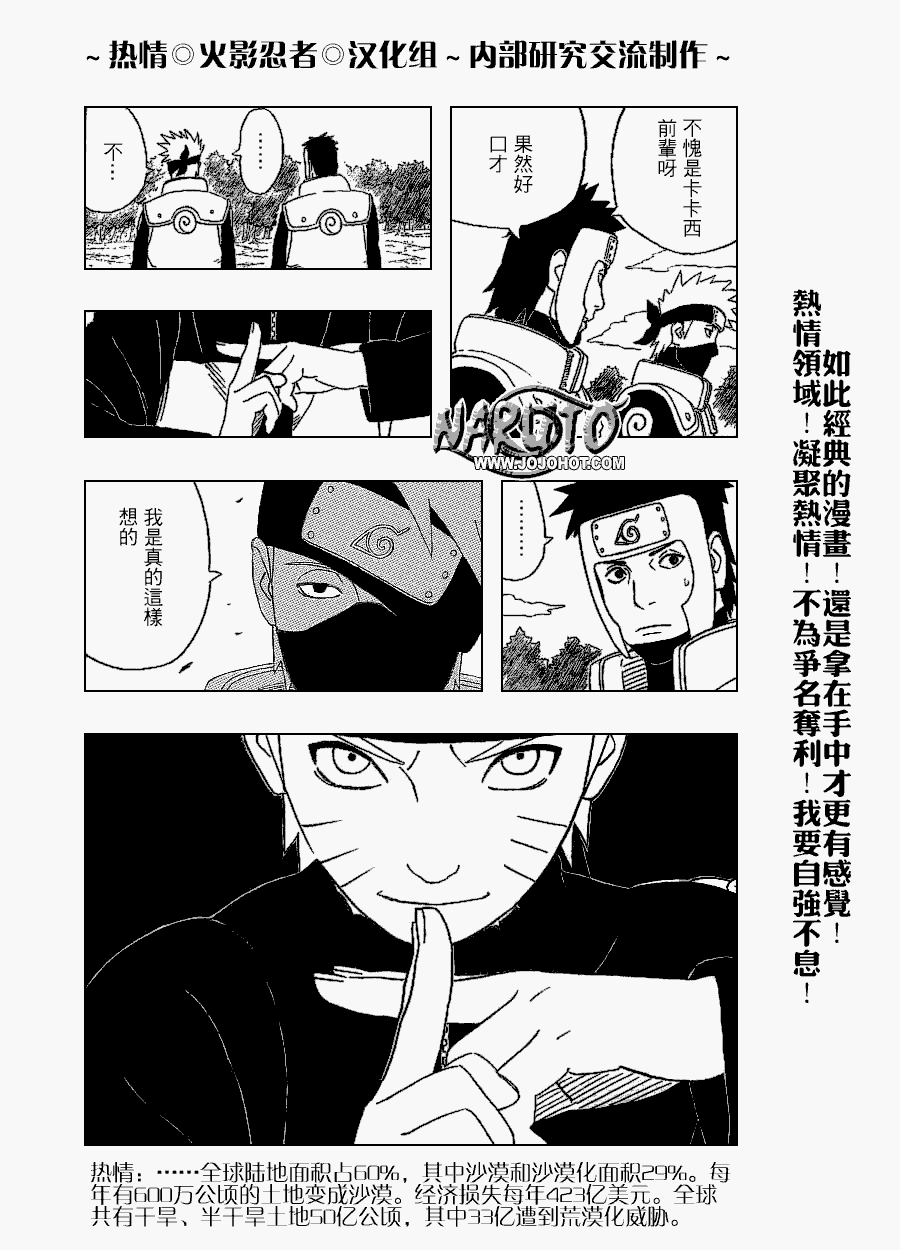 ~热情◎火影忍者◎汉化组~内部研究交流制作~
不愧是卡卡西
前輩呀
果然好
口才
……
不…
NARUTO
WWW.JOJOHOT.COM
……
我是真的這樣
想的
如此經典的漫畫！還是拿在手中才更有感覺！
熱情領域！凝聚熱情！不為爭名奪利！我要自強不息！
热情：……全球陆地面积占60%，其中沙漠和沙漠化面积29%。每
年有600万公顷的土地变成沙漠。经济损失每年423亿美元。全球
共有干旱、半干旱土地50亿公顷，其中33亿遭到荒漠化威胁。